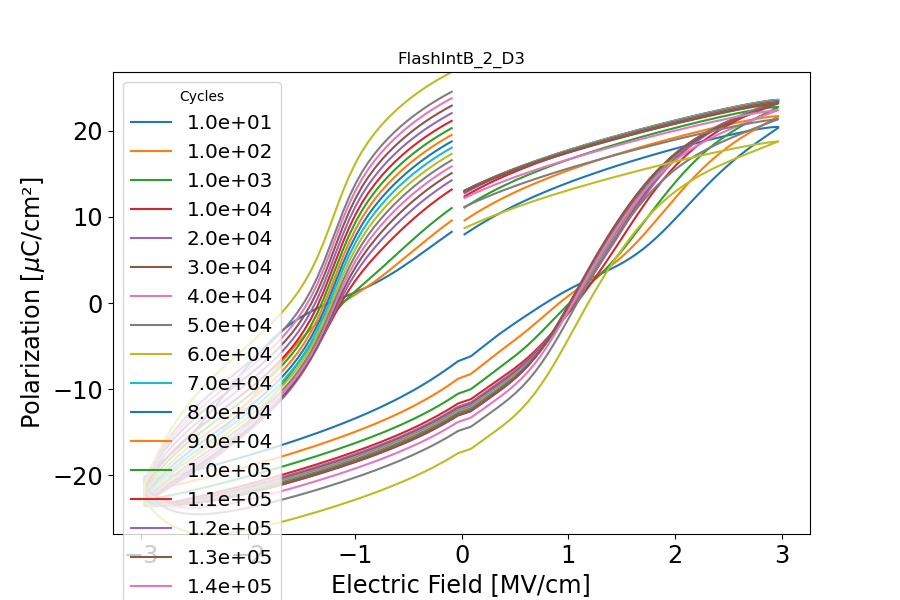 FlashIntB_2_D3
Cycles
1.0e+01
1.0e+02
1.0e+03
1.0e+04
2.0e+04
3.0e+04
4.0e+04
5.0e+04
6.0e+04
7.0e+04
8.0e+04
9.0e+04
1.0e+05
1.1e+05
1.2e+05
1.3e+05
1.4e+05
20
10
0
−10
−20
Polarization [μC/cm²]
−3 −2 −1 0 1 2 3
Electric Field [MV/cm]